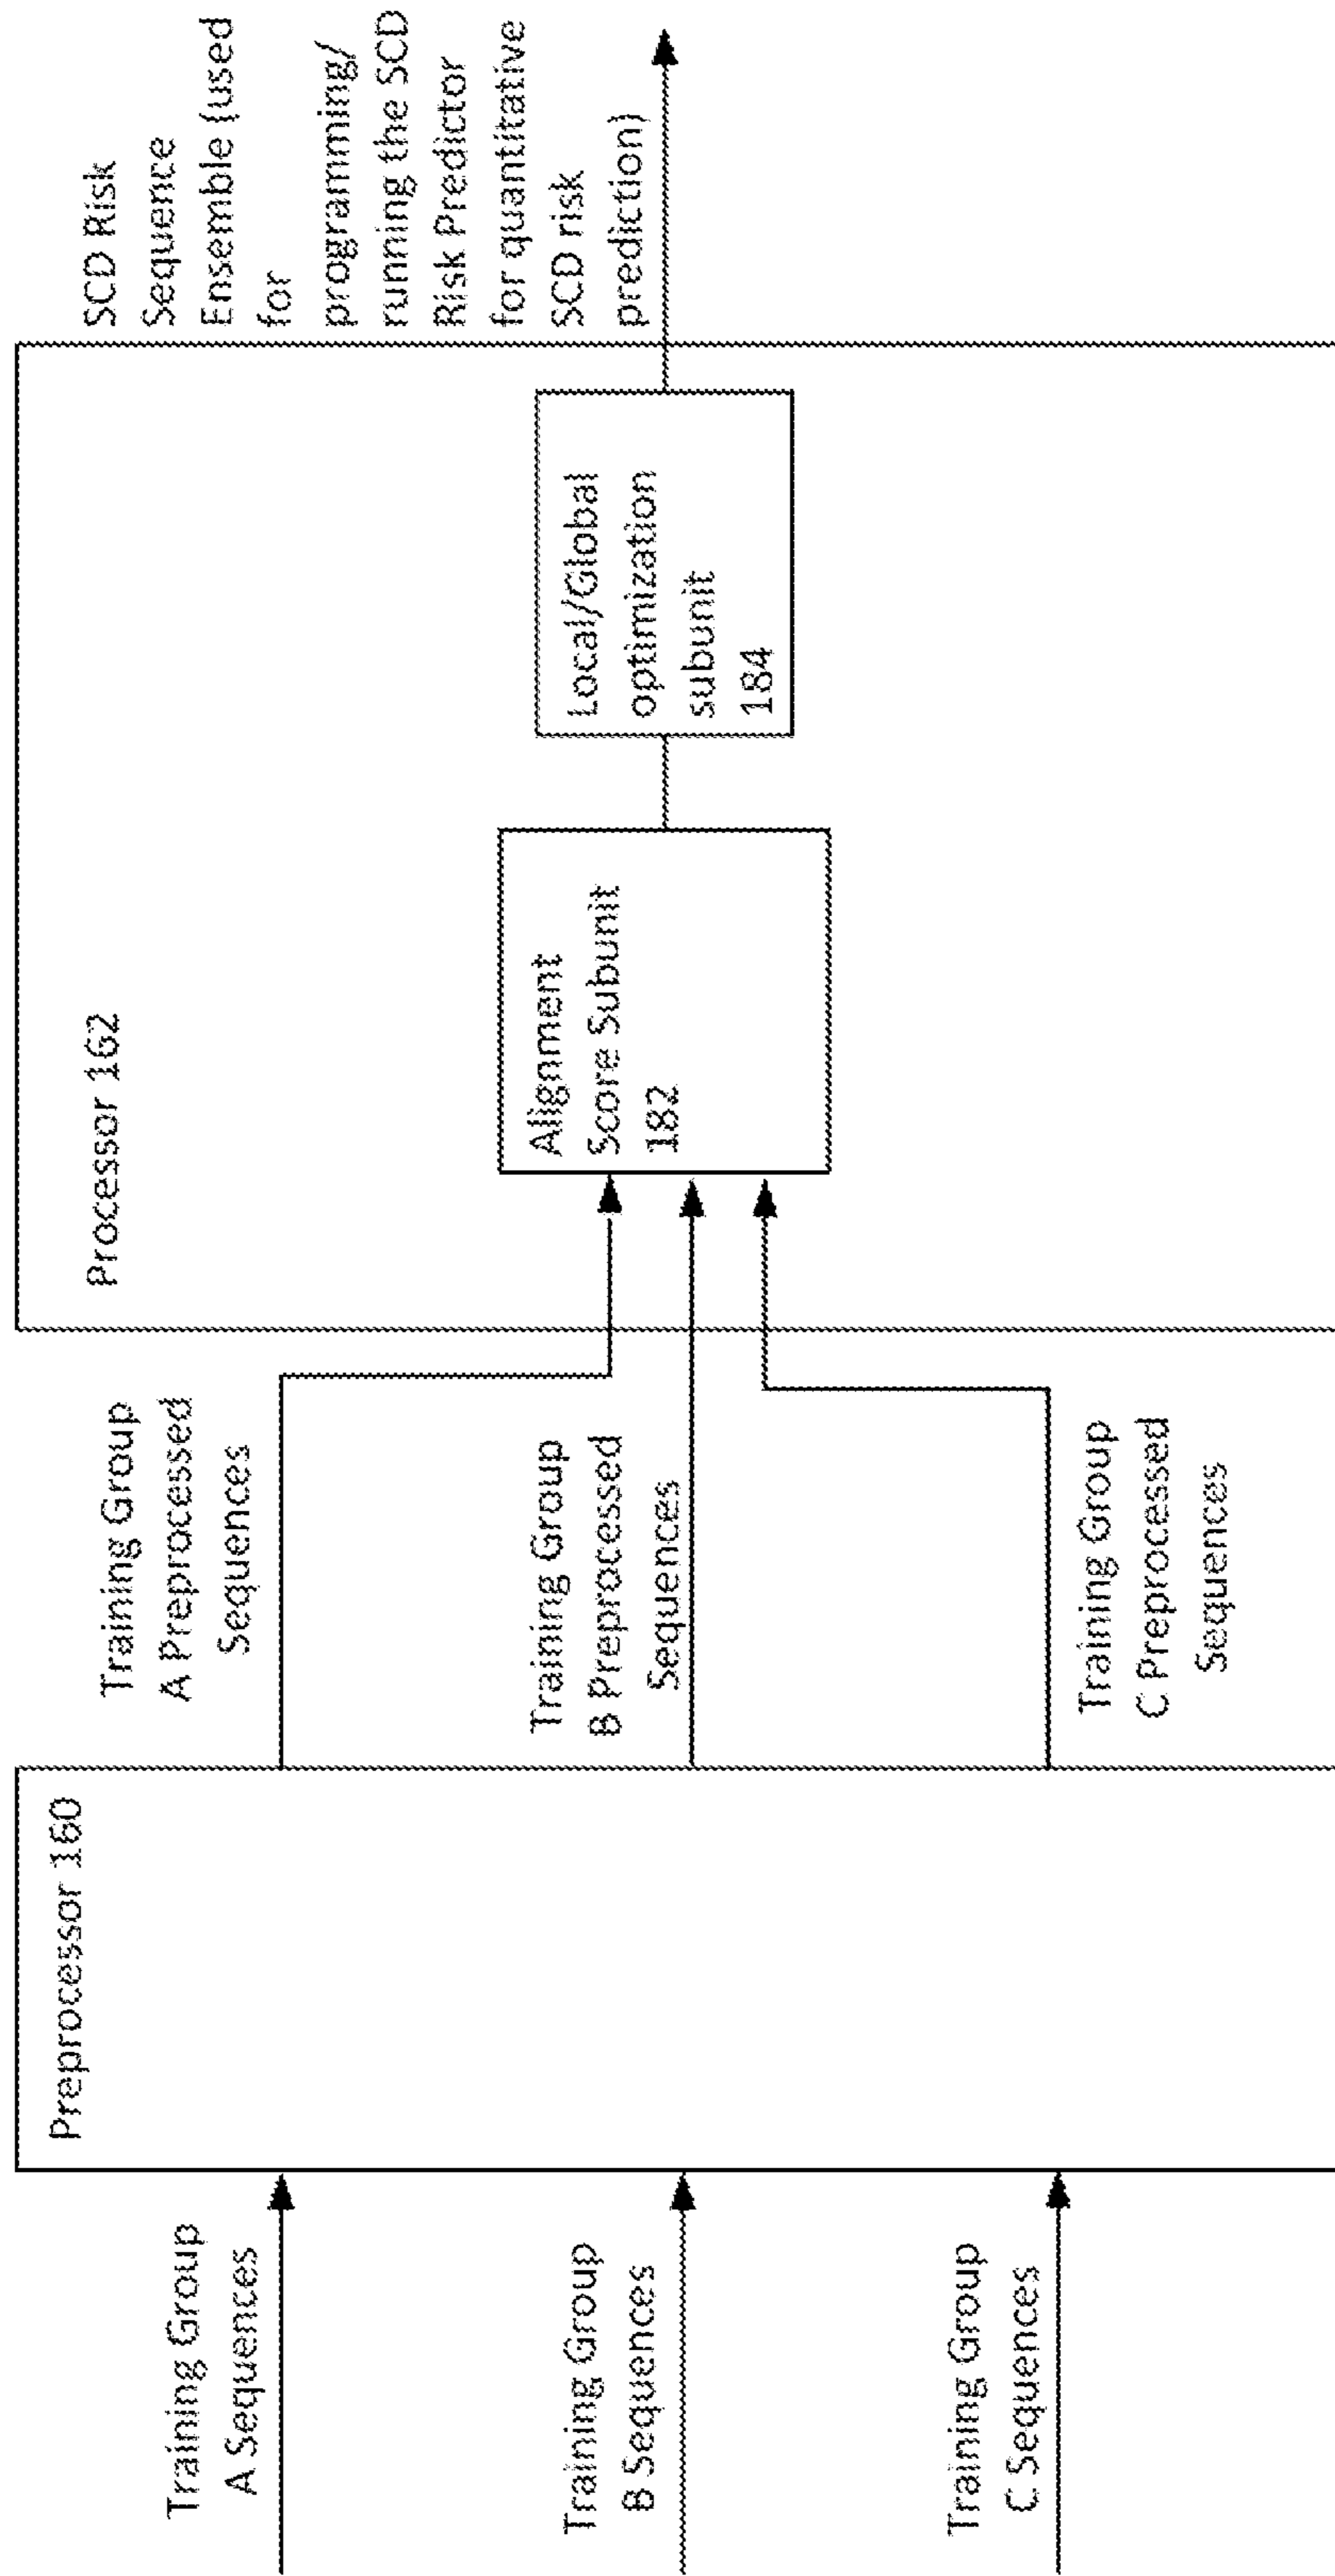 Training Group
A Sequences
Training Group
B Sequences
Training Group
C Sequences
Preprocessor 160
Training Group
A Preprocessed
Sequences
Training Group
B Preprocessed
Sequences
Training Group
C Preprocessed
Sequences
Processor 162
Alignment
Score Subunit
182
Local/Global
optimization
subunit
184
SCD Risk
Sequence
Ensemble (used
for
programming/
running the SCD
Risk Predictor
for quantitative
SCD risk
prediction)